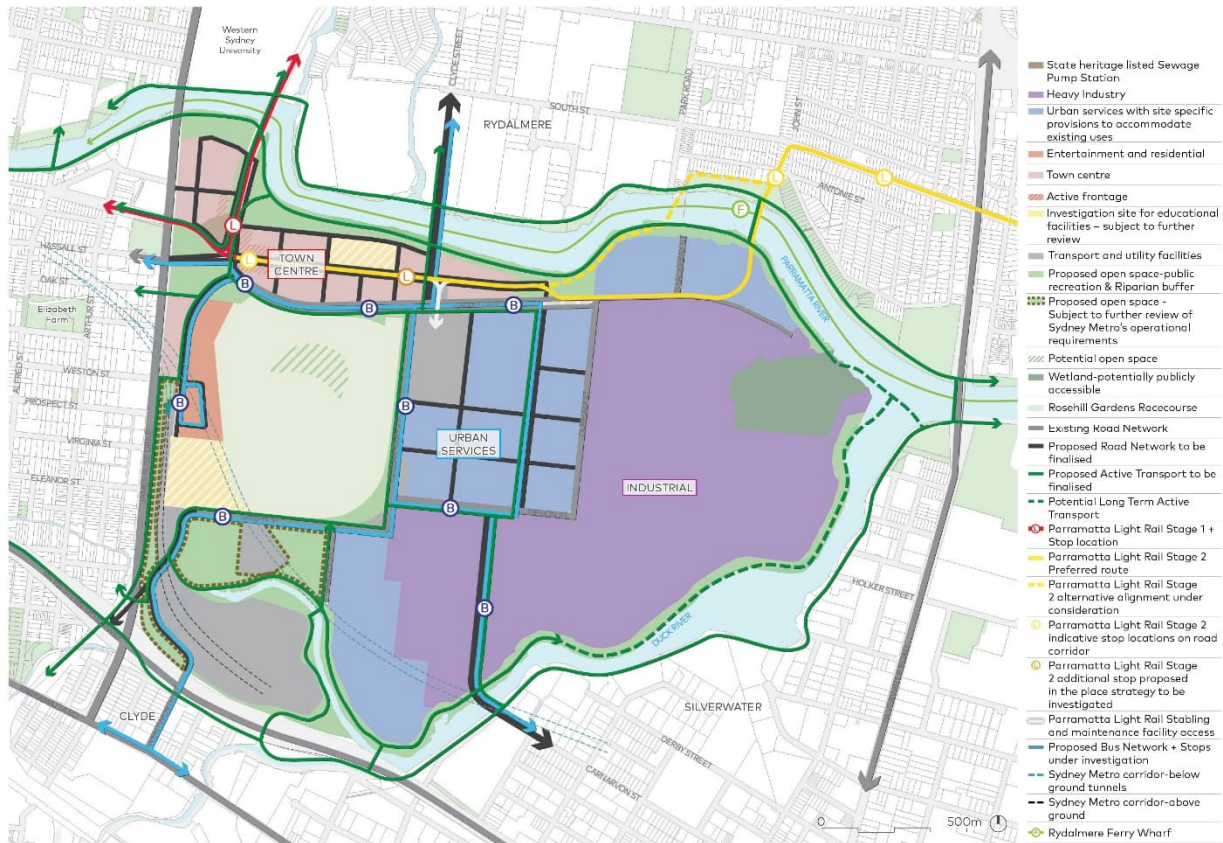 Western
Sydney
University
CLYDE STREET
SOUTH ST
PARK ROAD
JOHN ST
RYDALMERE
ANTONIE ST
L
L
F
L
HASSALL ST
TOWN
CENTRE
L
L
OAK ST
B
B
B
PARRAMATTA RIVER
Elizabeth
Farm
ARTHUR ST
ALFRED ST
WESTON ST
PROSPECT ST
B
B
VIRGINIA ST
URBAN
SERVICES
ELEANOR ST
INDUSTRIAL
B
B
HOLKER STREET
B
DUCK RIVER
CLYDE
SILVERWATER
DERBY STREET
CARNARVON ST
0 500m
State heritage listed Sewage
Pump Station
Heavy Industry
Urban services with site specific
provisions to accommodate
existing uses
Entertainment and residential
Town centre
Active frontage
Investigation site for educational
facilities – subject to further
review
Transport and utility facilities
Proposed open space-public
recreation & Riparian buffer
Proposed open space -
Subject to further review of
Sydney Metro's operational
requirements
Potential open space
Wetland-potentially publicly
accessible
Rosehill Gardens Racecourse
Existing Road Network
Proposed Road Network to be
finalised
Proposed Active Transport to be
finalised
Potential Long Term Active
Transport
L Parramatta Light Rail Stage 1 +
Stop location
Parramatta Light Rail Stage 2
Preferred route
Parramatta Light Rail Stage
2 alternative alignment under
consideration
L Parramatta Light Rail Stage 2
indicative stop locations on road
corridor
L Parramatta Light Rail Stage
2 additional stop proposed
in the place strategy to be
investigated
Parramatta Light Rail Stabling
and maintenance facility access
Proposed Bus Network + Stops
under investigation
Sydney Metro corridor-below
ground tunnels
Sydney Metro corridor-above
ground
F Rydalmere Ferry Wharf